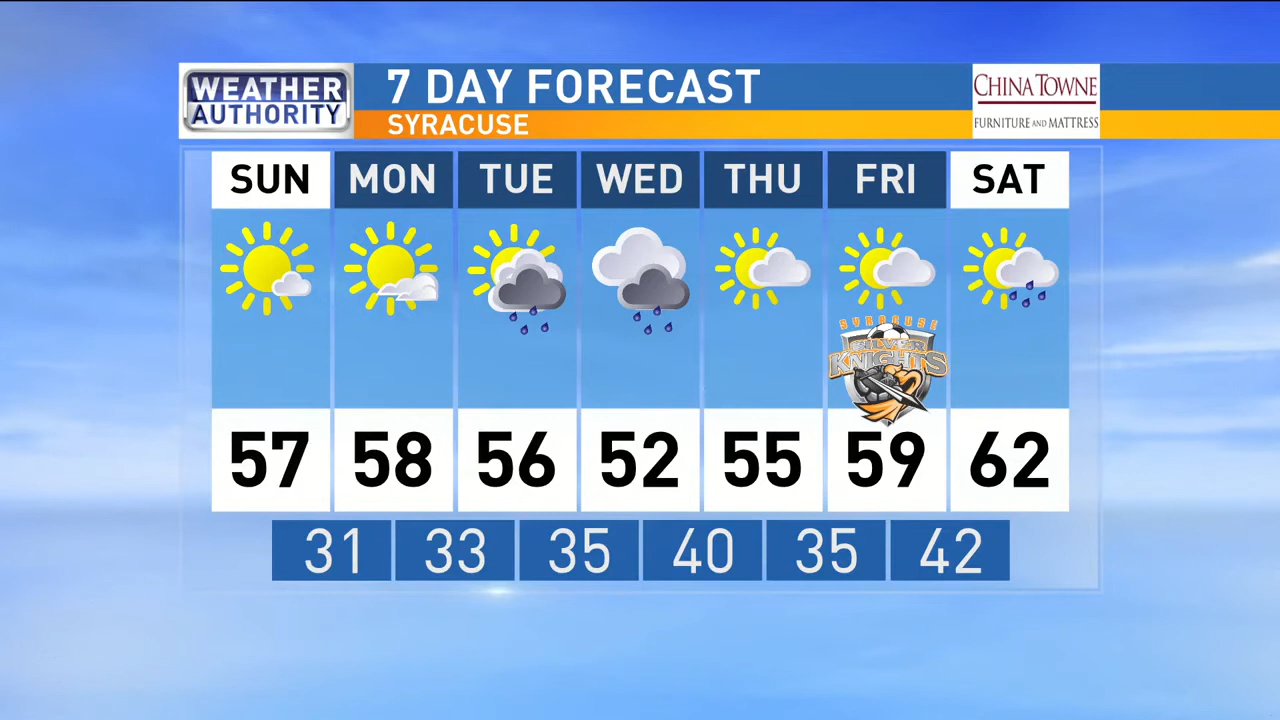 WEATHER
AUTHORITY
7 DAY FORECAST
SYRACUSE
CHINA TOWNE
FURNITURE AND MATTRESS
SUN MON TUE WED THU FRI SAT
SYRACUSE
SILVER
KNIGHTS
57 58 56 52 55 59 62
31 33 35 40 35 42